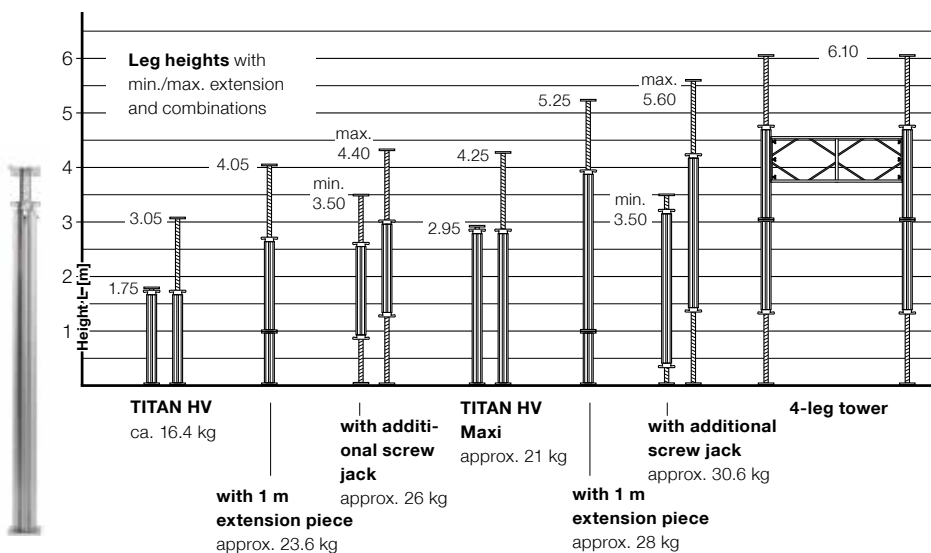 Leg heights with
min./max. extension
and combinations
6
5
4
3
2
1
Height L [m]
1.75
3.05
4.05
min.
3.50
max.
4.40
2.95
4.25
5.25
min.
3.50
max.
5.60
6.10
TITAN HV
ca. 16.4 kg
with 1 m
extension piece
approx. 23.6 kg
with additi-
onal screw
jack
approx. 26 kg
TITAN HV
Maxi
approx. 21 kg
with 1 m
extension piece
approx. 28 kg
with additional
screw jack
approx. 30.6 kg
4-leg tower